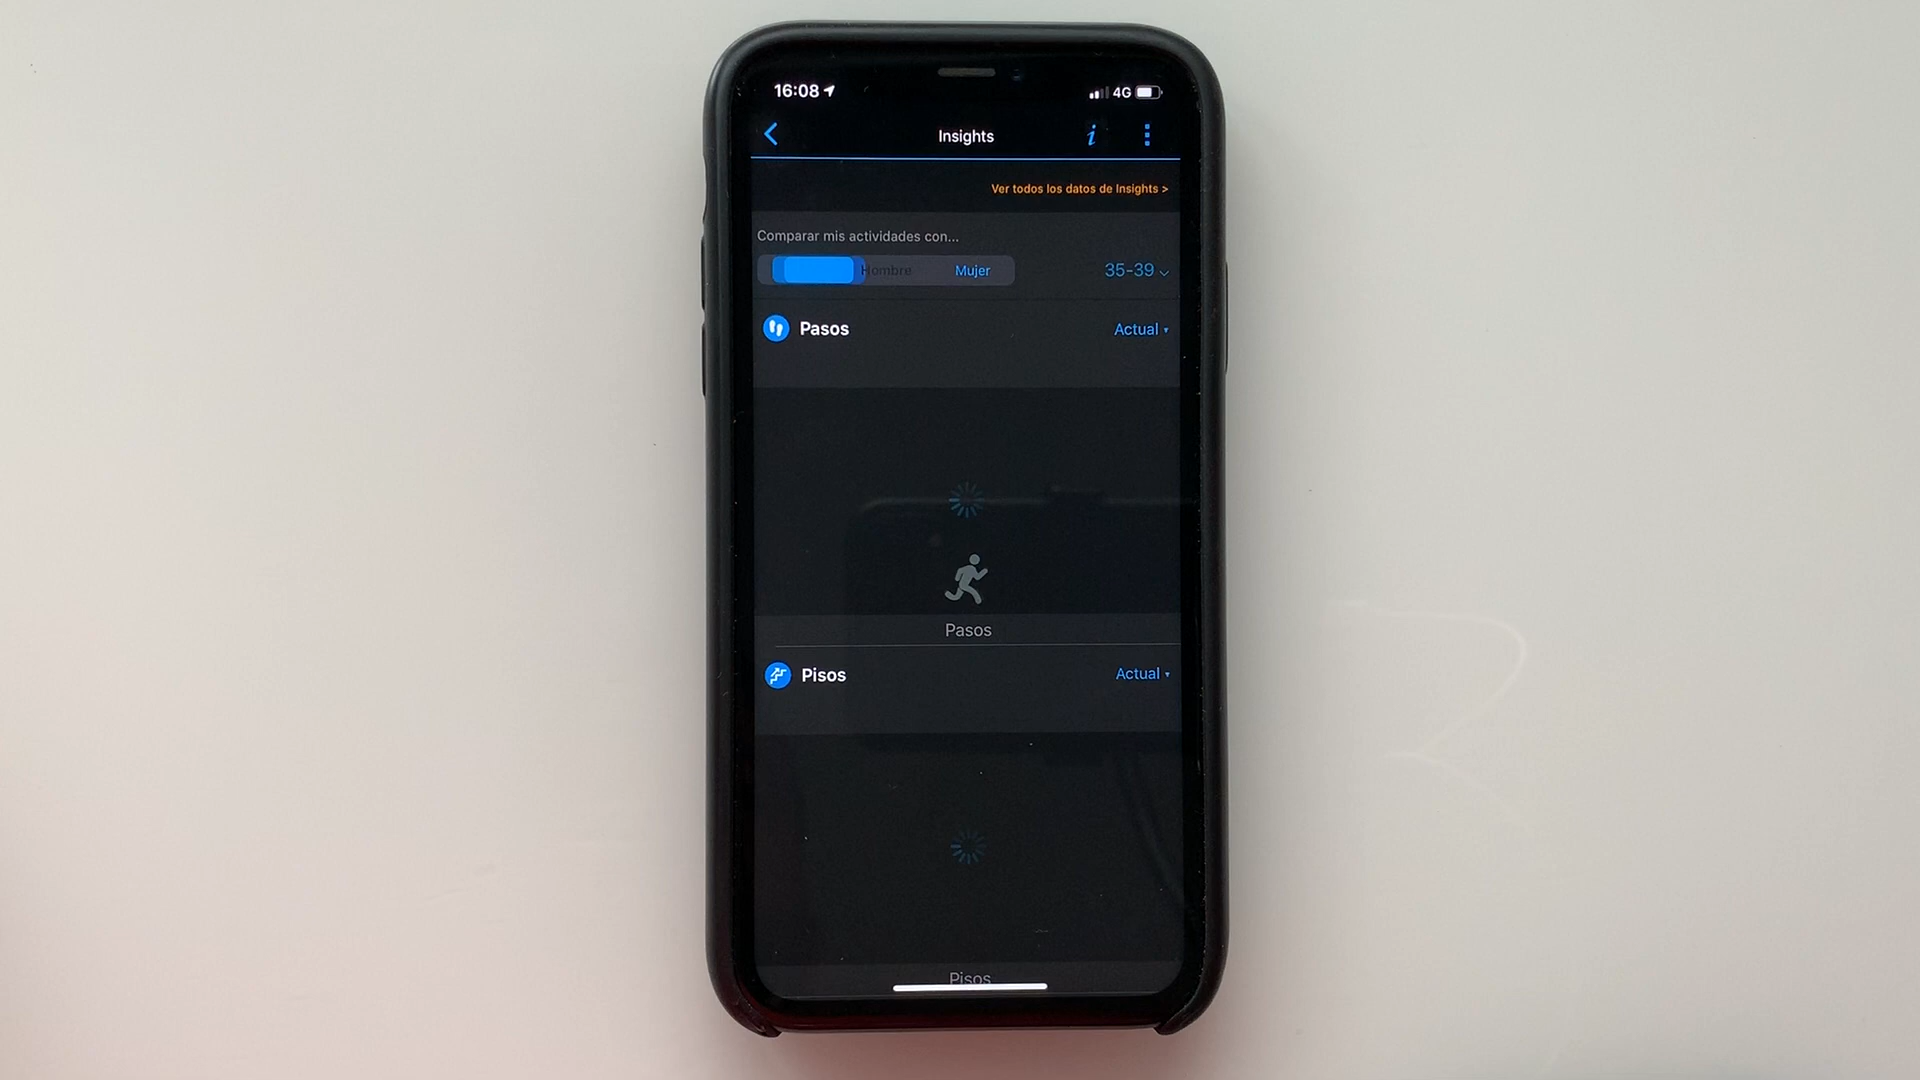 16:08
4G
Insights
i
Ver todos los datos de Insights >
Comparar mis actividades con...
Hombre
Mujer
35-39
Pasos
Actual
Pasos
Pisos
Actual
Pisos